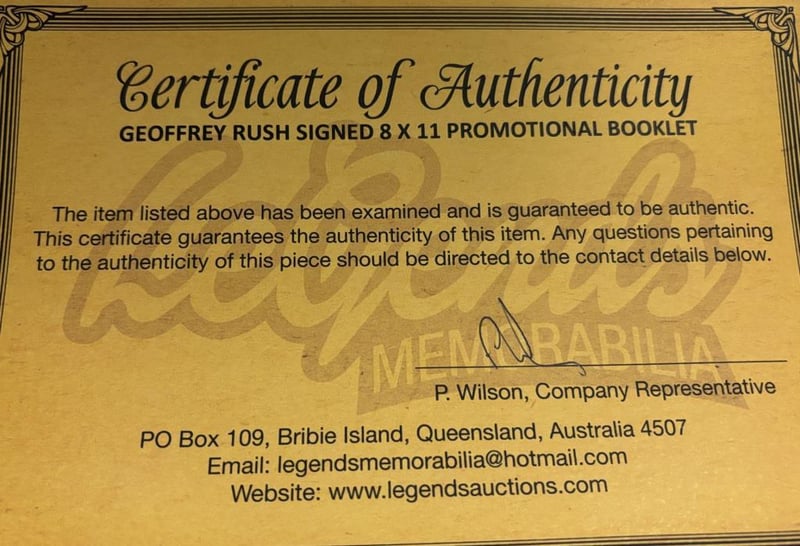 Certificate of Authenticity
GEOFFREY RUSH SIGNED 8 X 11 PROMOTIONAL BOOKLET
Legends
MEMORABILIA
The item listed above has been examined and is guaranteed to be authentic.
This certificate guarantees the authenticity of this item. Any questions pertaining
to the authenticity of this piece should be directed to the contact details below.
P. Wilson, Company Representative
PO Box 109, Bribie Island, Queensland, Australia 4507
Email: legendsmemorabilia@hotmail.com
Website: www.legendsauctions.com